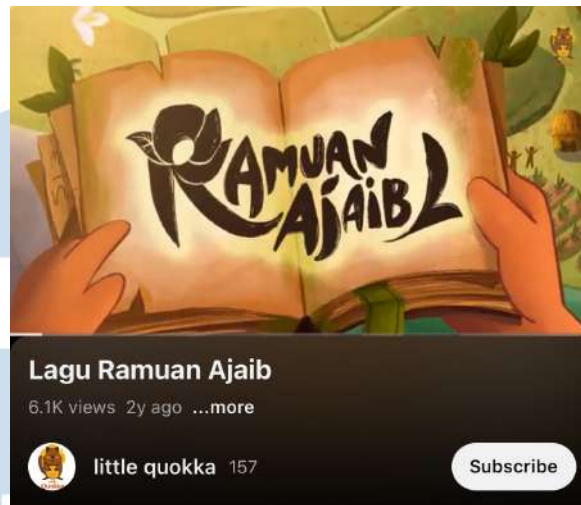 RAMUAN
AJAIB
Lagu Ramuan Ajaib
6.1K views 2y ago ...more
little quokka 157
Subscribe